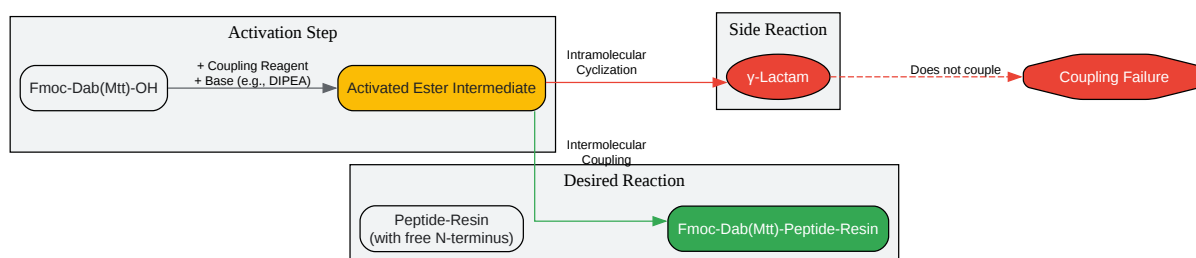 Activation Step
Fmoc-Dab(Mtt)-OH
+ Coupling Reagent
+ Base (e.g., DIPEA)
Activated Ester Intermediate
Intramolecular
Cyclization
Side Reaction
γ-Lactam
Does not couple
Coupling Failure
Intermolecular
Coupling
Desired Reaction
Peptide-Resin
(with free N-terminus)
Fmoc-Dab(Mtt)-Peptide-Resin